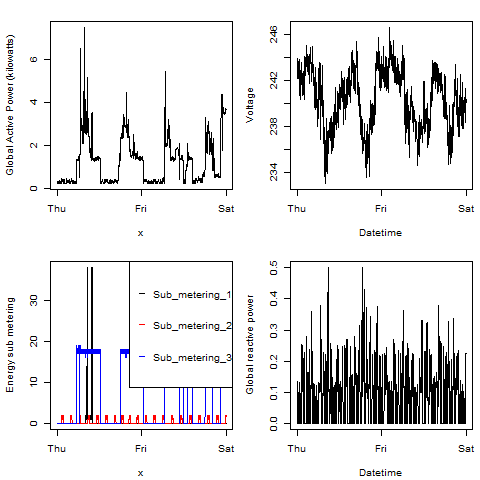 Global Active Power (kilowatts)
0 2 4 6
Thu Fri Sat
x
Voltage
234 238 242 246
Thu Fri Sat
Datetime
Energy sub metering
0 10 20 30
Sub_metering_1
Sub_metering_2
Sub_metering_3
Thu Fri Sat
x
Global reactive power
0.0 0.1 0.2 0.3 0.4 0.5
Thu Fri Sat
Datetime